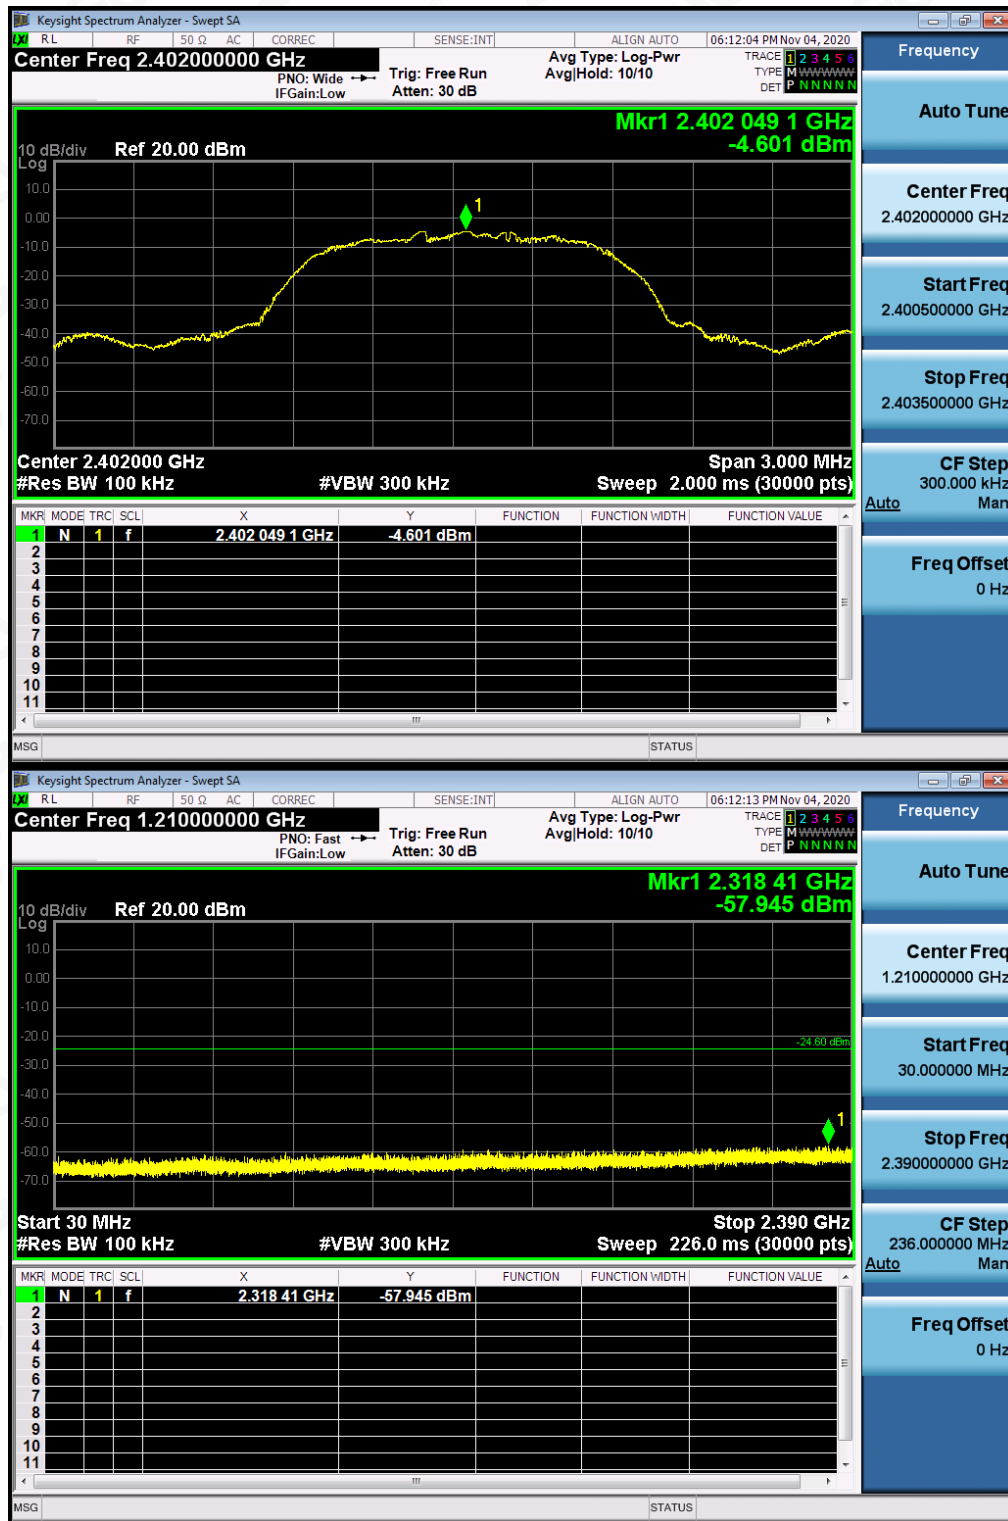 Keysight Spectrum Analyzer - Swept SA
LXI RL RF 50 Ω AC CORREC SENSE:INT ALIGN AUTO 06:12:04 PM Nov 04, 2020
Center Freq 2.402000000 GHz
PNO: Wide
IFGain:Low
Trig: Free Run
Atten: 30 dB
Avg Type: Log-Pwr
Avg|Hold: 10/10
TRACE 1 2 3 4 5 6
TYPE M WWWWW
DET P N N N N N
Mkr1 2.402 049 1 GHz
-4.601 dBm
10 dB/div Ref 20.00 dBm
Log
10.0
0.00
-10.0
-20.0
-30.0
-40.0
-50.0
-60.0
-70.0
1
Center 2.402000 GHz Span 3.000 MHz
#Res BW 100 kHz #VBW 300 kHz Sweep 2.000 ms (30000 pts)
MKR MODE TRC SCL X Y FUNCTION FUNCTION WIDTH FUNCTION VALUE
1 N 1 f 2.402 049 1 GHz -4.601 dBm
2
3
4
5
6
7
8
9
10
11
MSG STATUS
Frequency
Auto Tune
Center Freq
2.402000000 GHz
Start Freq
2.400500000 GHz
Stop Freq
2.403500000 GHz
CF Step
300.000 kHz
Auto Man
Freq Offset
0 Hz
Keysight Spectrum Analyzer - Swept SA
LXI RL RF 50 Ω AC CORREC SENSE:INT ALIGN AUTO 06:12:13 PM Nov 04, 2020
Center Freq 1.210000000 GHz
PNO: Fast
IFGain:Low
Trig: Free Run
Atten: 30 dB
Avg Type: Log-Pwr
Avg|Hold: 10/10
TRACE 1 2 3 4 5 6
TYPE M WWWWW
DET P N N N N N
Mkr1 2.318 41 GHz
-57.945 dBm
10 dB/div Ref 20.00 dBm
Log
10.0
0.00
-10.0
-20.0
-30.0
-40.0
-50.0
-60.0
-70.0
-24.60 dBm
1
Start 30 MHz Stop 2.390 GHz
#Res BW 100 kHz #VBW 300 kHz Sweep 226.0 ms (30000 pts)
MKR MODE TRC SCL X Y FUNCTION FUNCTION WIDTH FUNCTION VALUE
1 N 1 f 2.318 41 GHz -57.945 dBm
2
3
4
5
6
7
8
9
10
11
MSG STATUS
Frequency
Auto Tune
Center Freq
1.210000000 GHz
Start Freq
30.000000 MHz
Stop Freq
2.390000000 GHz
CF Step
236.000000 MHz
Auto Man
Freq Offset
0 Hz